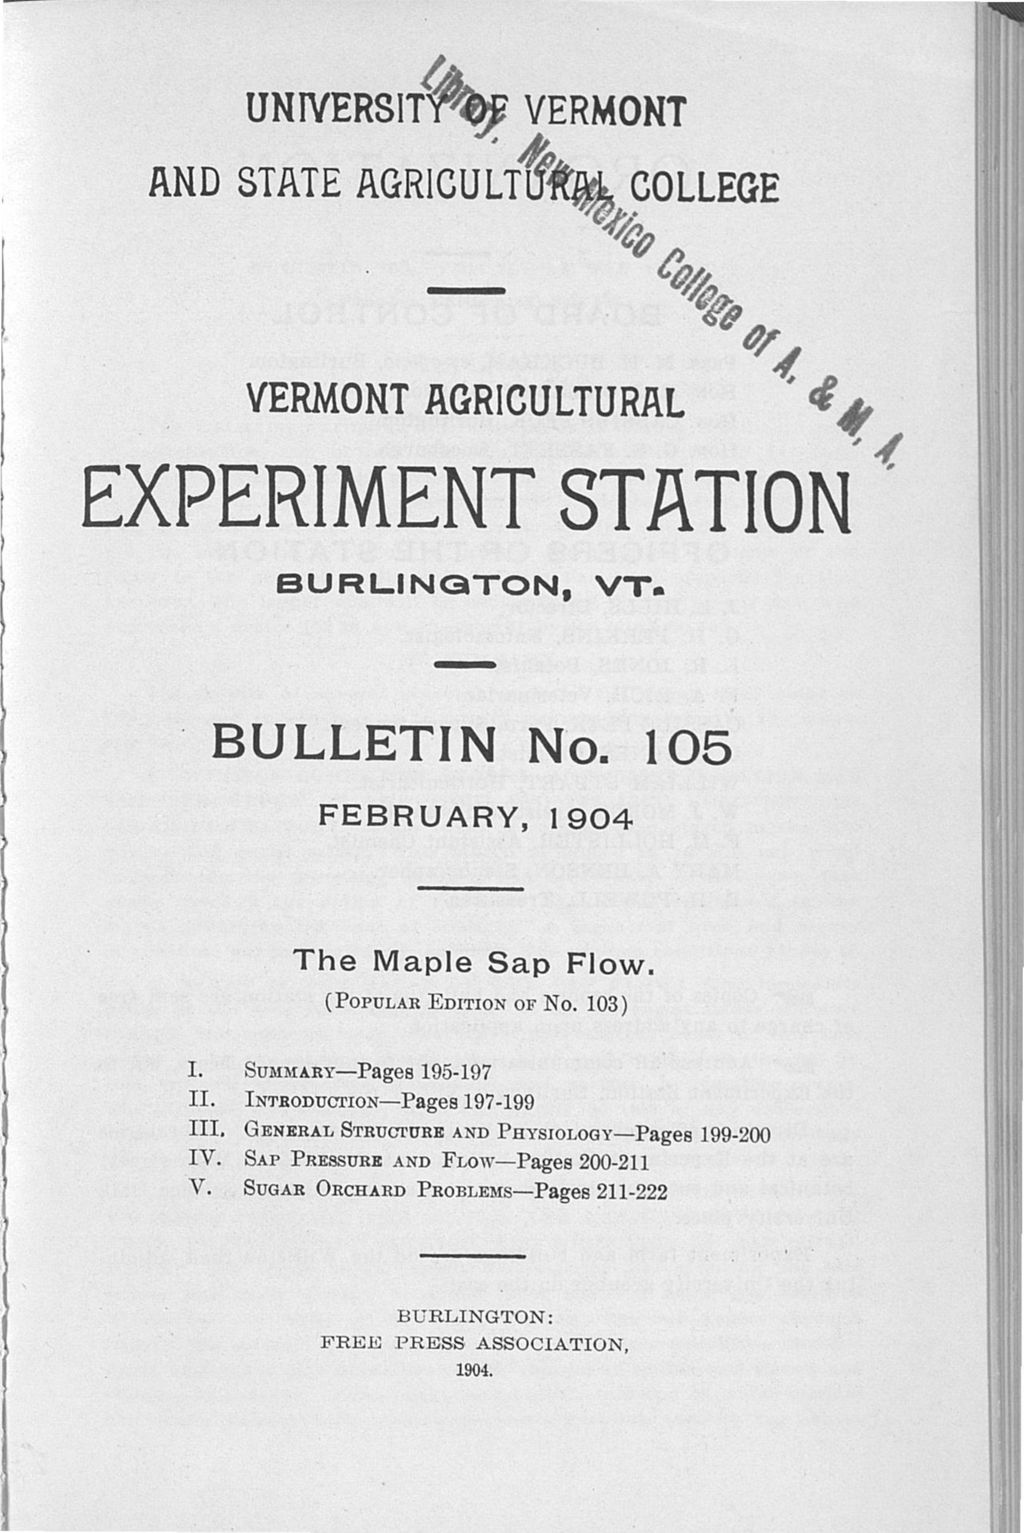 UNIVERSITY OF VERMONT
AND STATE AGRICULTURAL COLLEGE
Library, New Mexico College of A. & M. A.
VERMONT AGRICULTURAL
EXPERIMENT STATION
BURLINGTON, VT.
BULLETIN No. 105
FEBRUARY, 1904
The Maple Sap Flow.
(POPULAR EDITION OF No. 103)
I. SUMMARY—Pages 195-197
II. INTRODUCTION—Pages 197-199
III. GENERAL STRUCTURE AND PHYSIOLOGY—Pages 199-200
IV. SAP PRESSURE AND FLOW—Pages 200-211
V. SUGAR ORCHARD PROBLEMS—Pages 211-222
BURLINGTON:
FREE PRESS ASSOCIATION,
1904.